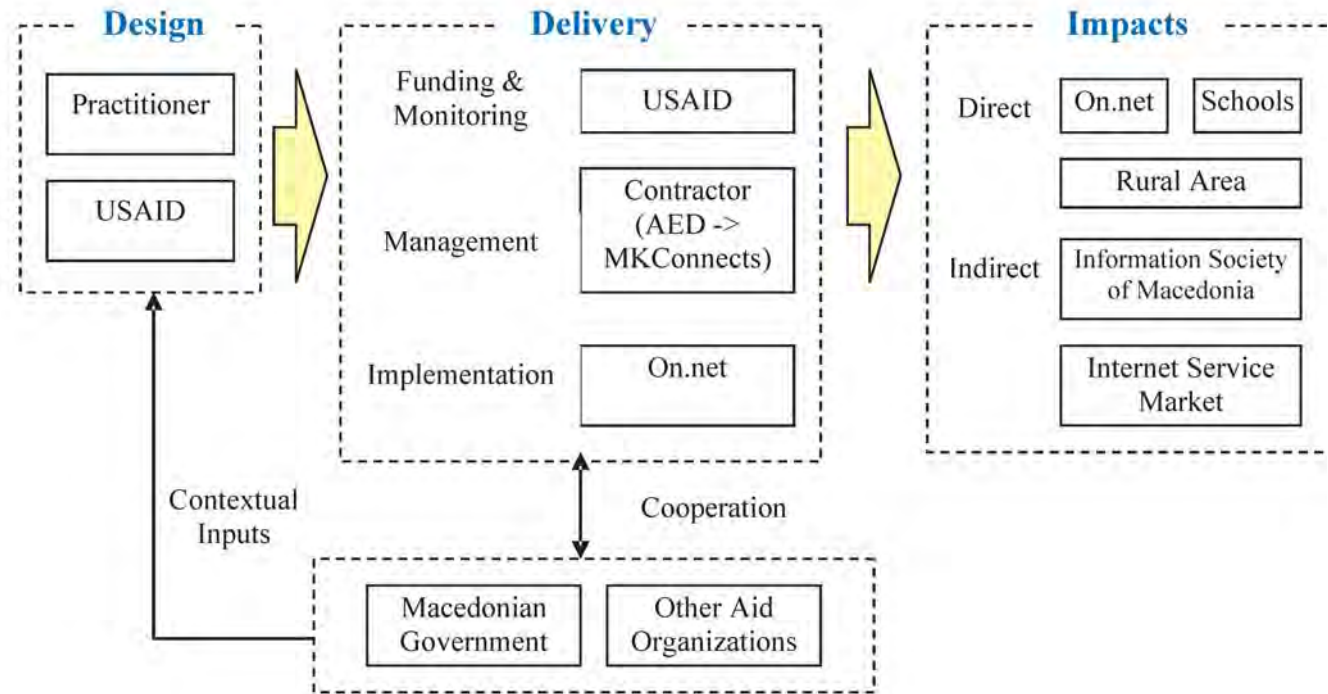 Design
Practitioner
USAID
Delivery
Funding &
Monitoring
USAID
Management
Contractor
(AED ->
MKConnects)
Implementation
On.net
Impacts
Direct
On.net
Schools
Rural Area
Indirect
Information Society
of Macedonia
Internet Service
Market
Contextual
Inputs
Cooperation
Macedonian
Government
Other Aid
Organizations